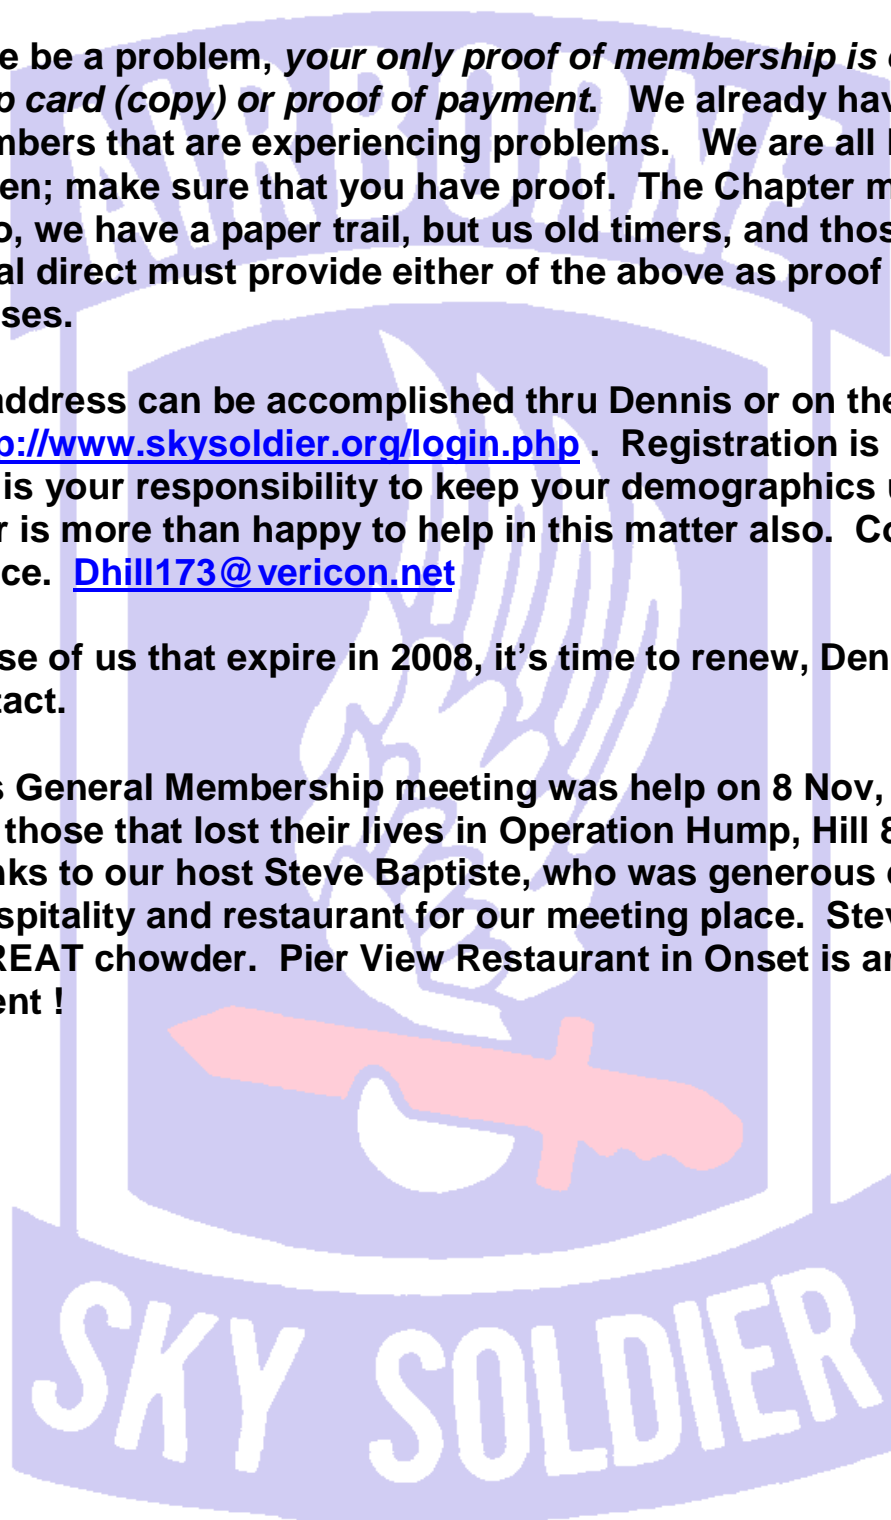 AIRBORNE
e be a problem, your only proof of membership is
p card (copy) or proof of payment. We already hav
mbers that are experiencing problems. We are all
en; make sure that you have proof. The Chapter m
o, we have a paper trail, but us old timers, and thos
al direct must provide either of the above as proof
ses.
address can be accomplished thru Dennis or on the
p://www.skysoldier.org/login.php . Registration is
is your responsibility to keep your demographics u
r is more than happy to help in this matter also. Co
ce. Dhill173@vericon.net
se of us that expire in 2008, it’s time to renew, Den
tact.
s General Membership meeting was help on 8 Nov,
those that lost their lives in Operation Hump, Hill 8
nks to our host Steve Baptiste, who was generous
spitality and restaurant for our meeting place. Stev
REAT chowder. Pier View Restaurant in Onset is an
ent !
SKY SOLDIER